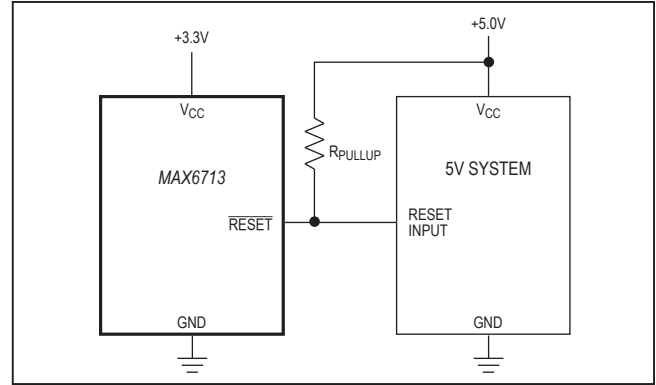 +3.3V
+5.0V
VCC
VCC
RPULLUP
MAX6713
5V SYSTEM
RESET
RESET
INPUT
GND
GND